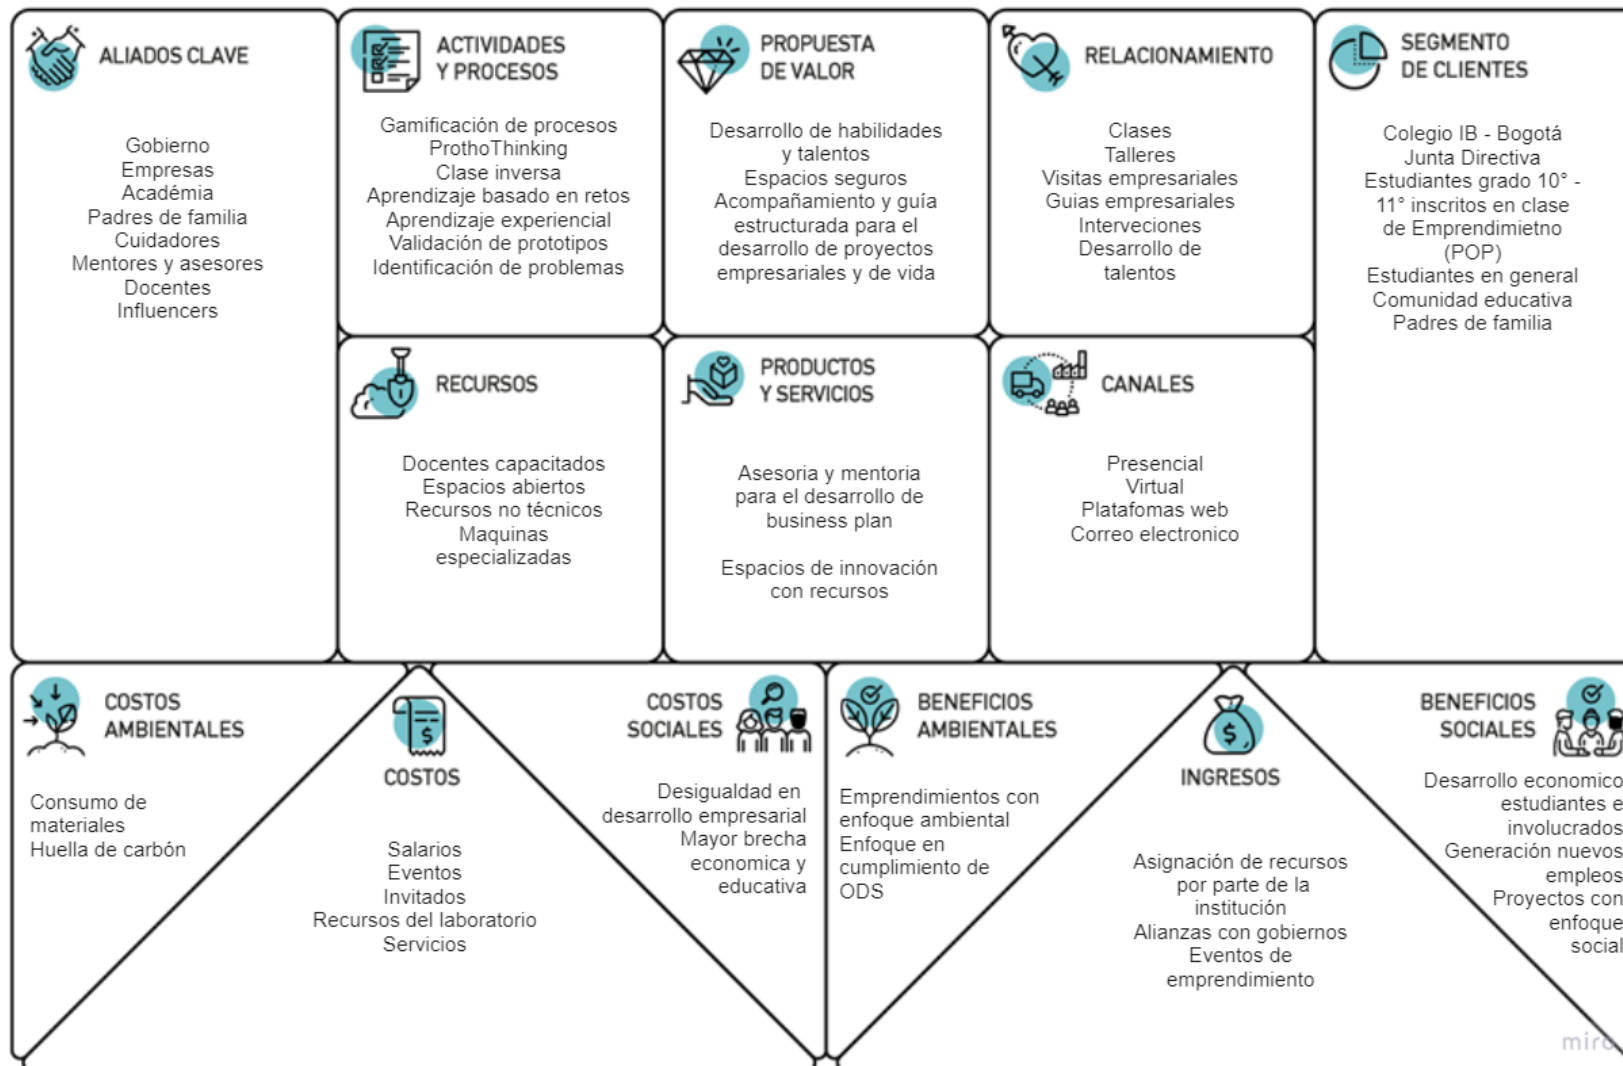 ALIADOS CLAVE
Gobierno
Empresas
Académia
Padres de familia
Cuidadores
Mentores y asesores
Docentes
Influencers
ACTIVIDADES
Y PROCESOS
Gamificación de procesos
ProthoThinking
Clase inversa
Aprendizaje basado en retos
Aprendizaje experiencial
Validación de prototipos
Identificación de problemas
PROPUESTA
DE VALOR
Desarrollo de habilidades
y talentos
Espacios seguros
Acompañamiento y guía
estructurada para el
desarrollo de proyectos
empresariales y de vida
RELACIONAMIENTO
Clases
Talleres
Visitas empresariales
Guias empresariales
Interveciones
Desarrollo de
talentos
SEGMENTO
DE CLIENTES
Colegio IB - Bogotá
Junta Directiva
Estudiantes grado 10° -
11° inscritos en clase
de Emprendimietno
(POP)
Estudiantes en general
Comunidad educativa
Padres de familia
RECURSOS
Docentes capacitados
Espacios abiertos
Recursos no técnicos
Maquinas
especializadas
PRODUCTOS
Y SERVICIOS
Asesoria y mentoria
para el desarrollo de
business plan
Espacios de innovación
con recursos
CANALES
Presencial
Virtual
Platafomas web
Correo electronico
COSTOS
AMBIENTALES
Consumo de
materiales
Huella de carbón
$
COSTOS
Salarios
Eventos
Invitados
Recursos del laboratorio
Servicios
COSTOS
SOCIALES
Desigualdad en
desarrollo empresarial
Mayor brecha
economica y
educativa
BENEFICIOS
AMBIENTALES
Emprendimientos con
enfoque ambiental
Enfoque en
cumplimiento de
ODS
$
INGRESOS
Asignación de recursos
por parte de la
institución
Alianzas con gobiernos
Eventos de
emprendimiento
BENEFICIOS
SOCIALES
Desarrollo economico
estudiantes e
involucrados
Generación nuevos
empleos
Proyectos con
enfoque
social
miro